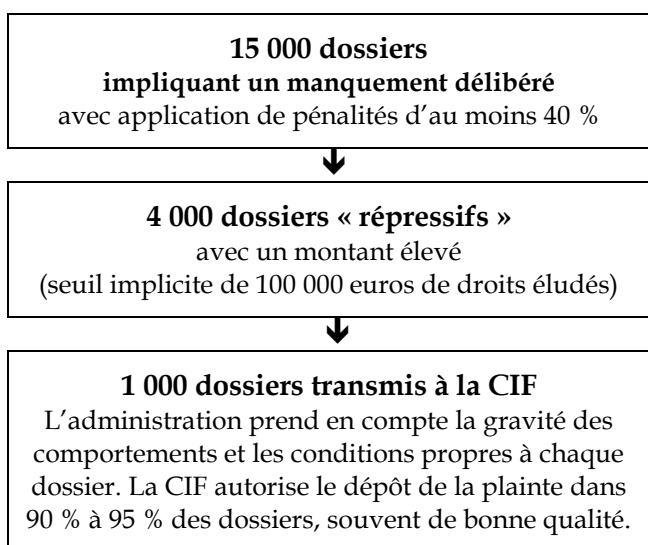 15 000 dossiers
impliquant un manquement délibéré
avec application de pénalités d’au moins 40 %
4 000 dossiers « répressifs »
avec un montant élevé
(seuil implicite de 100 000 euros de droits éludés)
1 000 dossiers transmis à la CIF
L’administration prend en compte la gravité des
comportements et les conditions propres à chaque
dossier. La CIF autorise le dépôt de la plainte dans
90 % à 95 % des dossiers, souvent de bonne qualité.